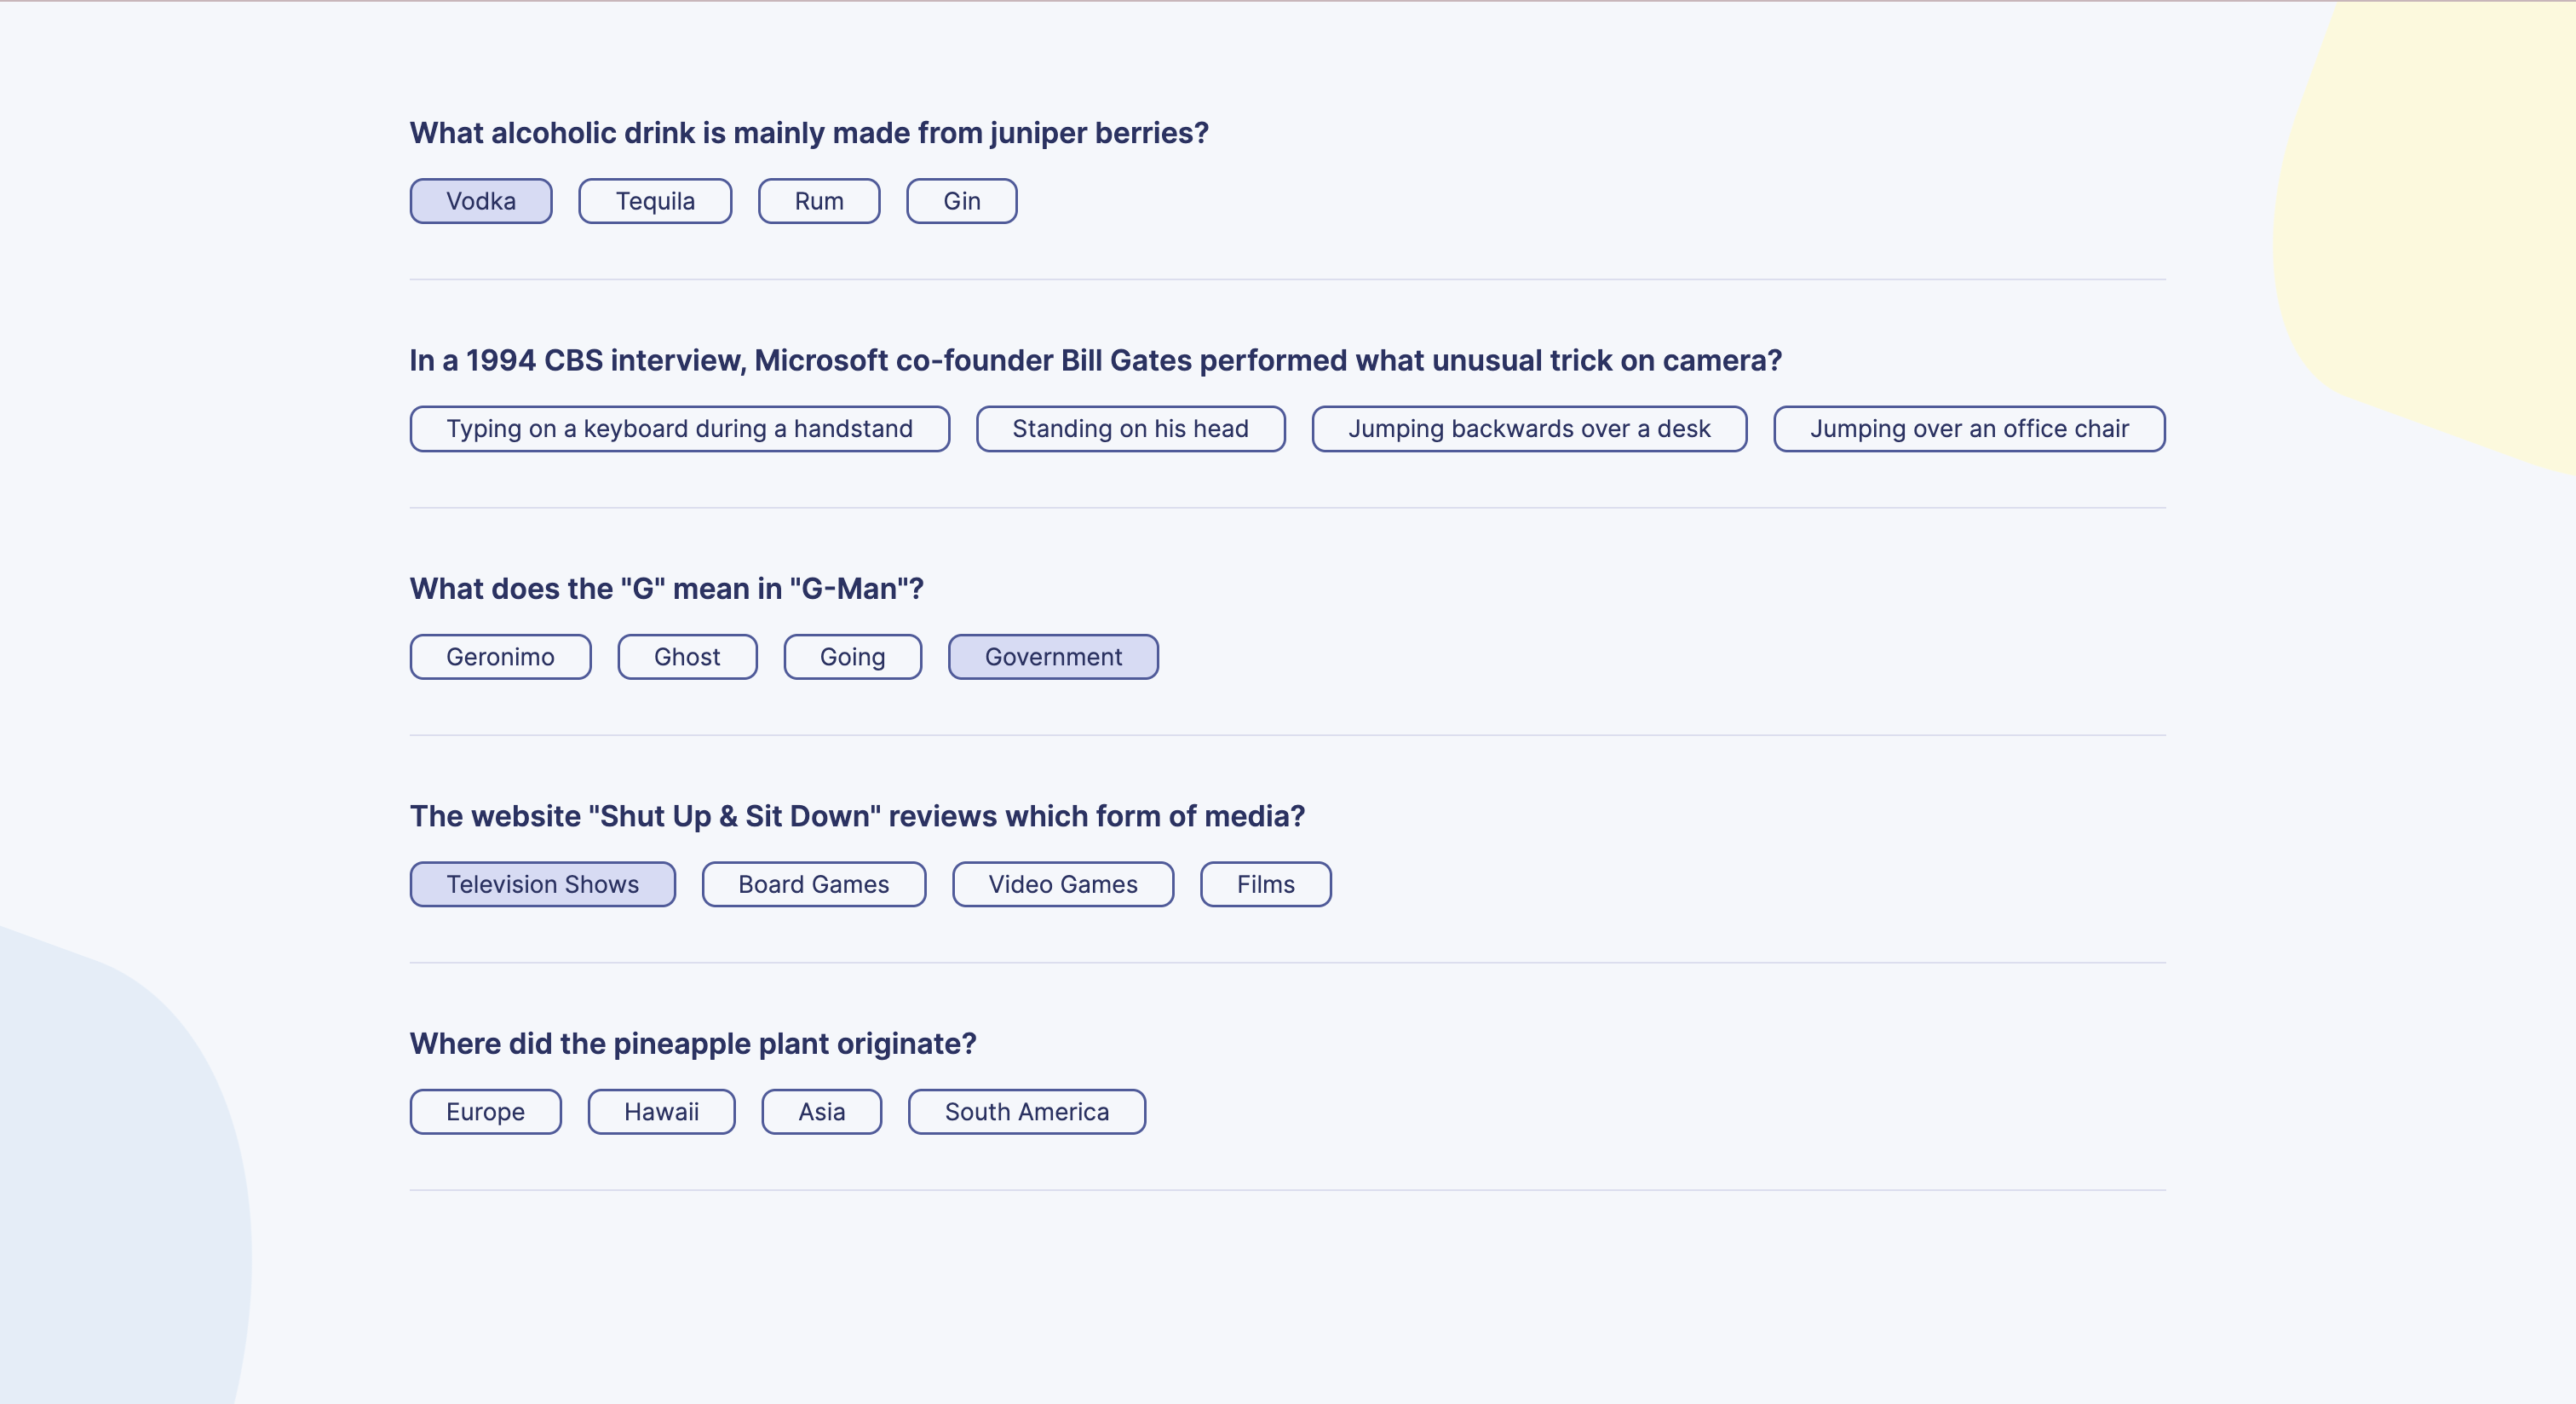 What alcoholic drink is mainly made from juniper berries?
Vodka Tequila Rum Gin
In a 1994 CBS interview, Microsoft co-founder Bill Gates performed what unusual trick on camera?
Typing on a keyboard during a handstand Standing on his head Jumping backwards over a desk Jumping over an office chair
What does the "G" mean in "G-Man"?
Geronimo Ghost Going Government
The website "Shut Up & Sit Down" reviews which form of media?
Television Shows Board Games Video Games Films
Where did the pineapple plant originate?
Europe Hawaii Asia South America